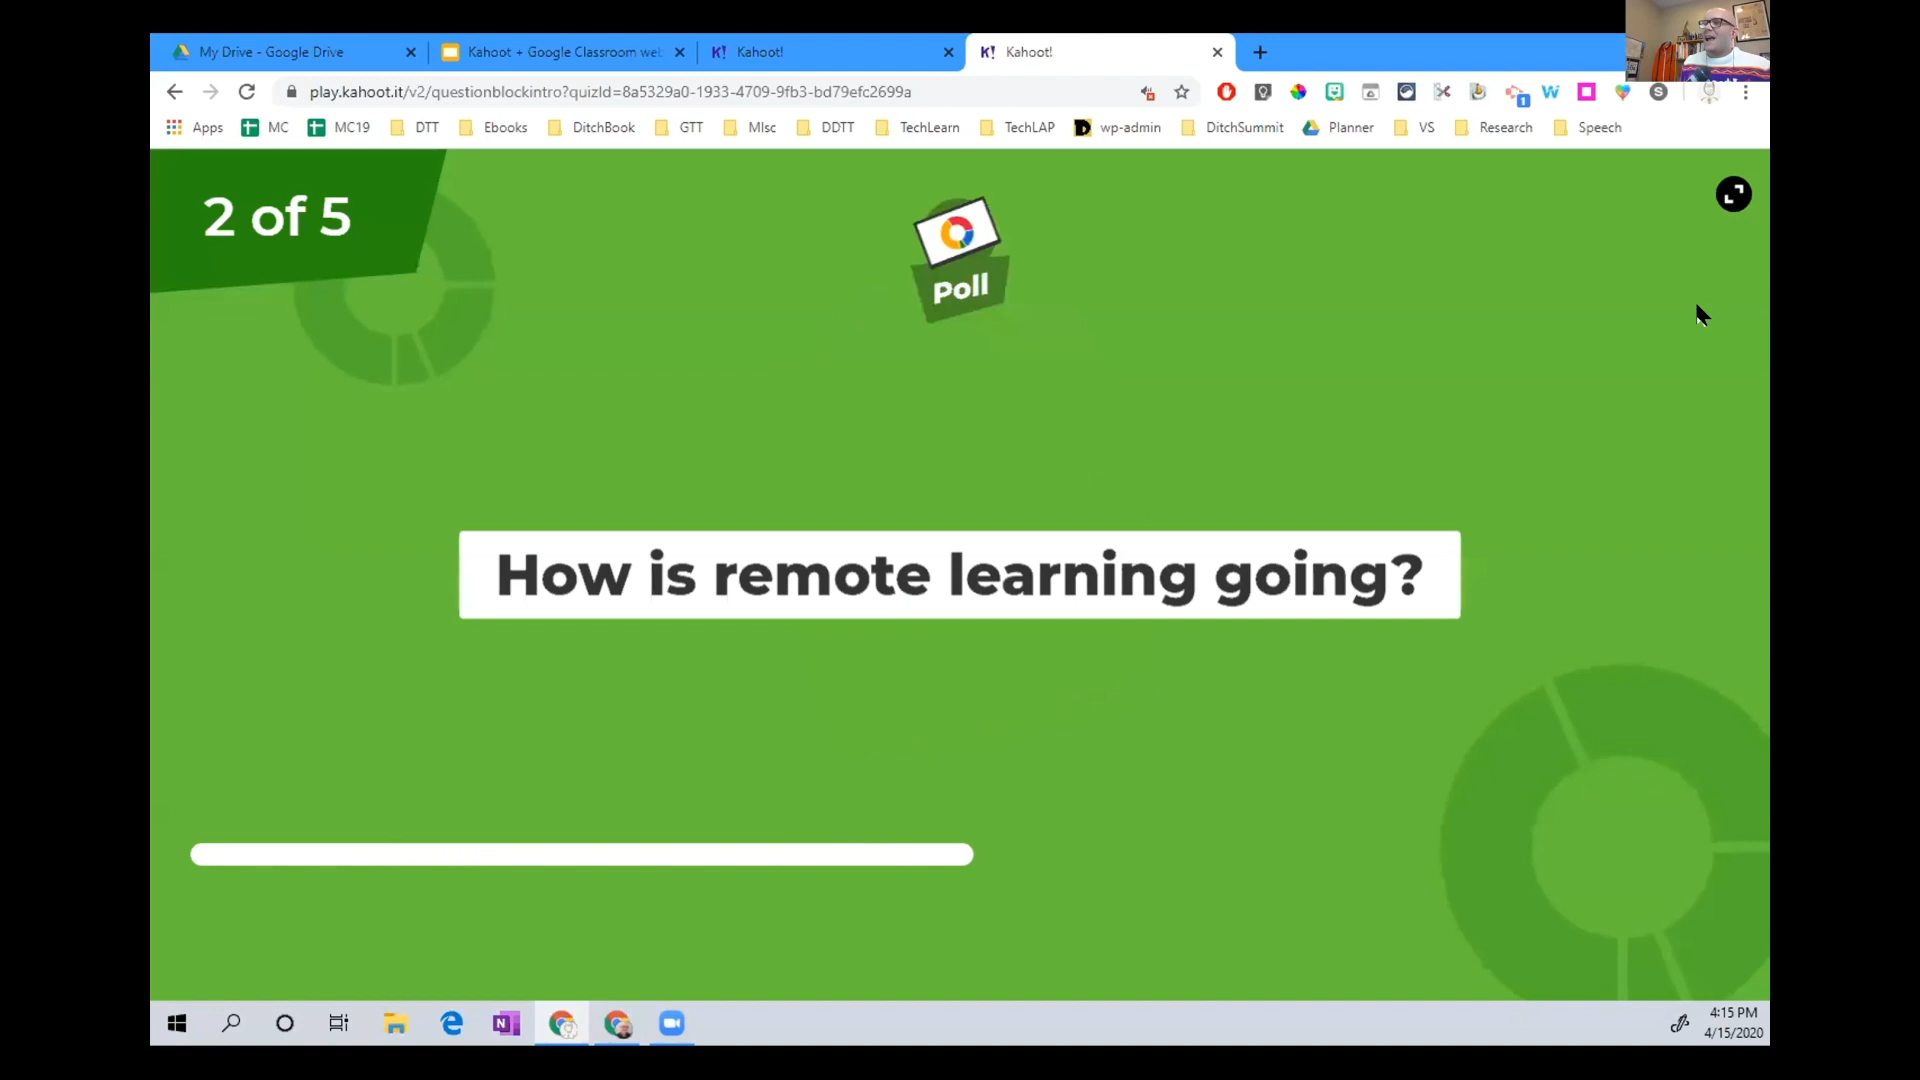 My Drive - Google Drive
Kahoot + Google Classroom web
Kahoot!
Kahoot!
play.kahoot.it/v2/questionblockintro?quizId=8a5329a0-1933-4709-9fb3-bd79efc2699a
Apps MC MC19 DTT Ebooks DitchBook GTT MIsc DDTT TechLearn TechLAP wp-admin DitchSummit Planner VS Research Speech
2 of 5
Poll
How is remote learning going?
4:15 PM
4/15/2020